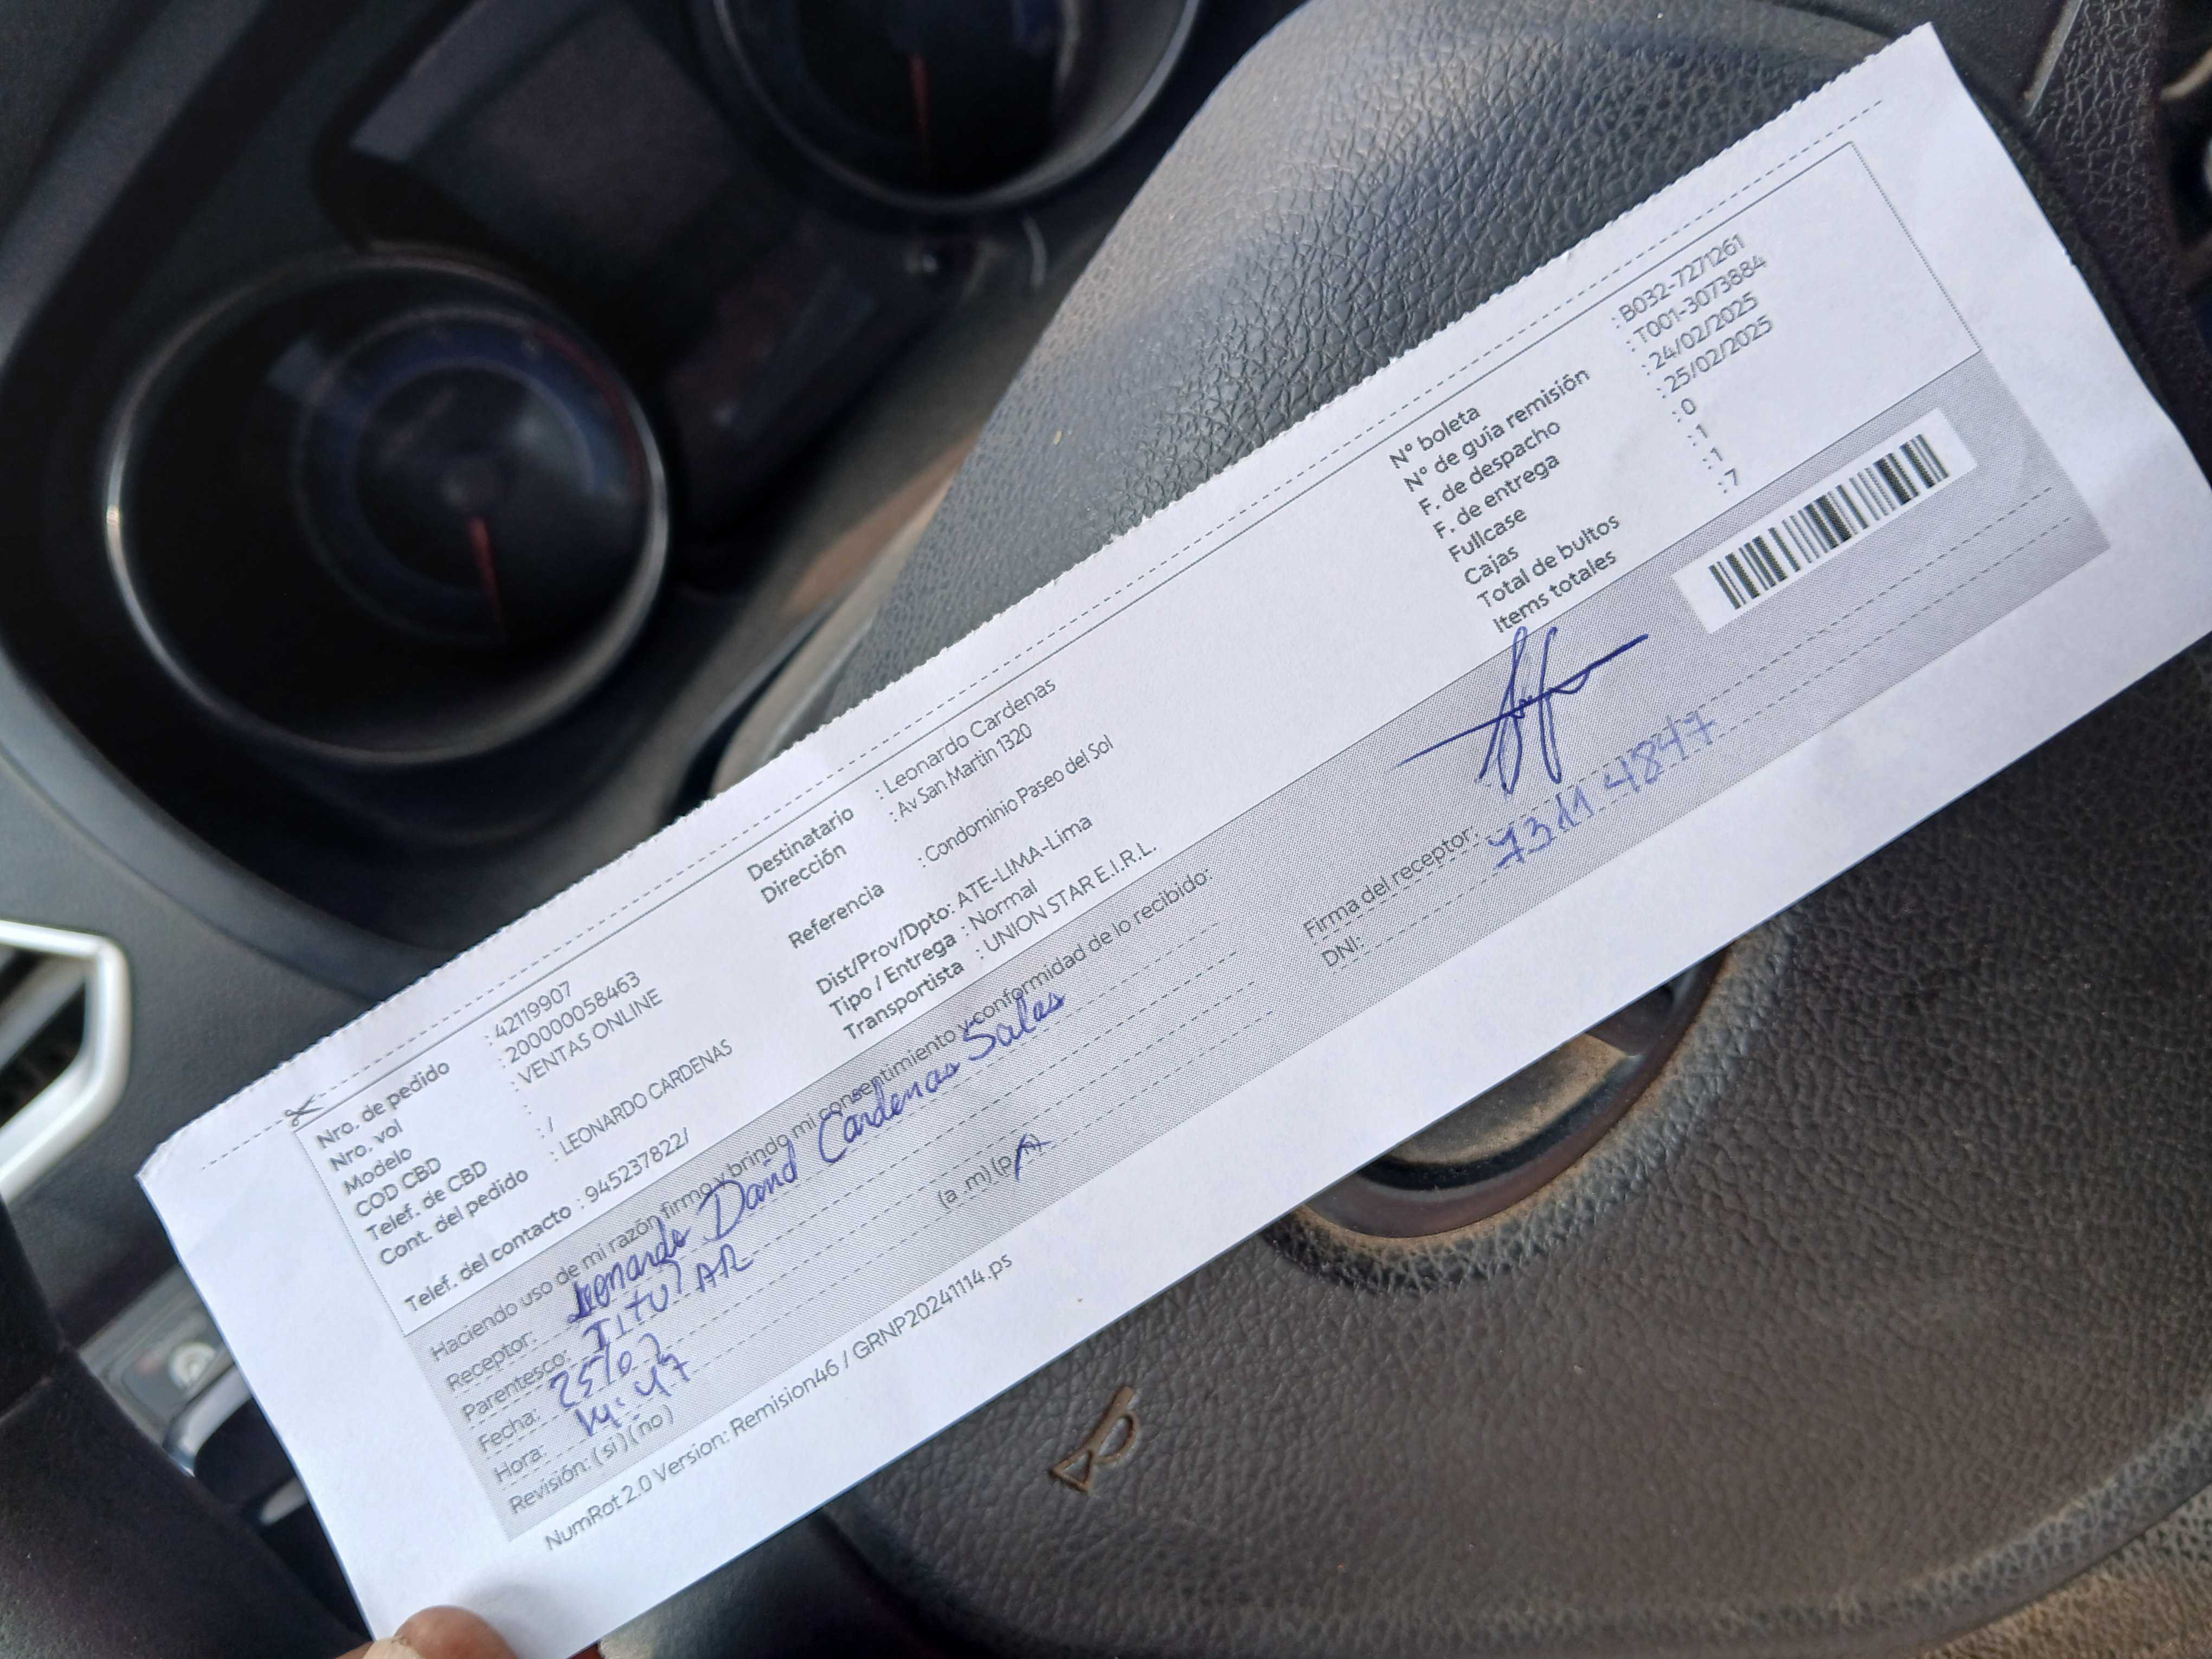 Nro. de pedido : 42119907
Nro. vol : 20000005 8463
Modelo : VENTAS ONLINE
COD CBD
Telef. de CBD : /
Cont. del pedido : LEONARDO CARDENAS
Telef. del contacto : 945237822/
Destinatario : Leonardo Cardenas
Dirección : Av San Martin 1320
Referencia : Condominio Paseo del Sol
Dist/Prov/Dpto: ATE-LIMA-Lima
Tipo / Entrega : Normal
Transportista : UNION STAR E.I.R.L.
N° boleta : B032-7271261
N° de guia remisión : T001-3073884
F. de despacho : 24/02/2025
F. de entrega : 25/02/2025
Fullcase : 0
Cajas : 1
Total de bultos : 1
Items totales : 7
Haciendo uso de mi razón firmo y brindo mi consentimiento y conformidad de lo recibido:
Receptor: Leonardo David Cardenas Salas
Parentesco: TITULAR
Fecha: 25/02
Hora: 14:47 (a .m) (p
Revisión: ( si ) ( no )
Firma del receptor:
DNI: 73114847
NumRot 2.0 Version: Remision46 / GRNP20241114.ps